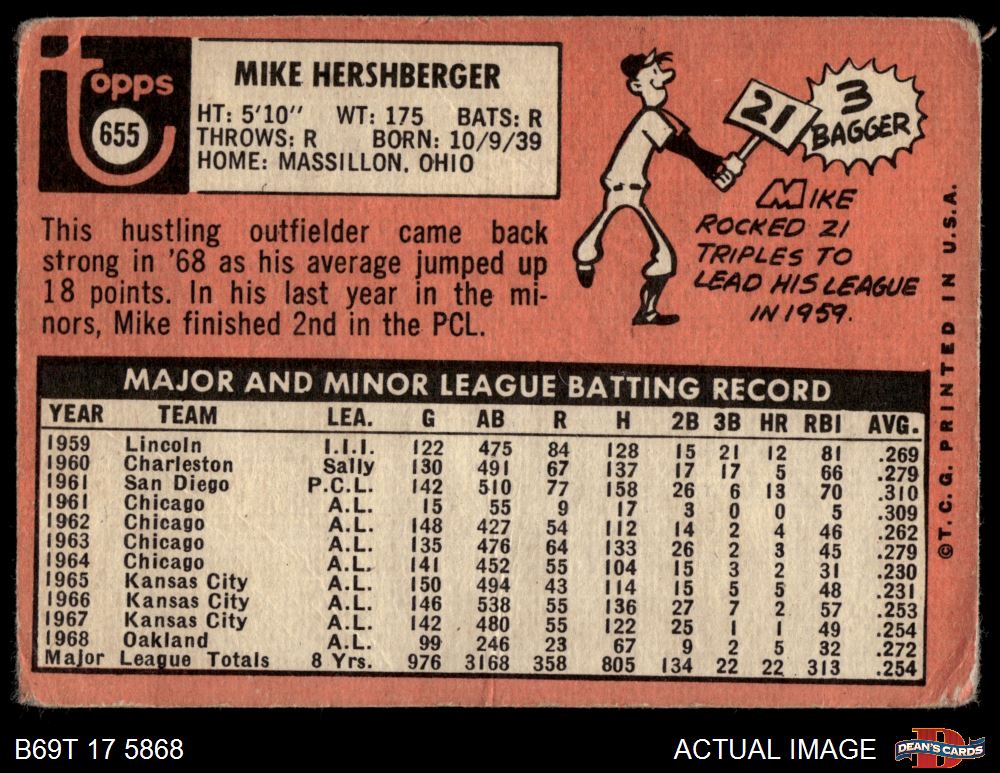 Topps
655
MIKE HERSHBERGER
HT: 5'10" WT: 175 BATS: R
THROWS: R BORN: 10/9/39
HOME: MASSILLON, OHIO
21
3
BAGGER
MIKE
ROCKED 21
TRIPLES TO
LEAD HIS LEAGUE
IN 1959.
This hustling outfielder came back
strong in '68 as his average jumped up
18 points. In his last year in the mi-
nors, Mike finished 2nd in the PCL.
MAJOR AND MINOR LEAGUE BATTING RECORD
YEAR TEAM LEA. G AB R H 2B 3B HR RBI AVG.
1959 Lincoln I.I.I. 122 475 84 128 15 21 12 81 .269
1960 Charleston Sally 130 491 67 137 17 17 5 66 .279
1961 San Diego P.C.L. 142 510 77 158 26 6 13 70 .310
1961 Chicago A.L. 15 55 9 17 3 0 0 5 .309
1962 Chicago A.L. 148 427 54 112 14 2 4 46 .262
1963 Chicago A.L. 135 476 64 133 26 2 3 45 .279
1964 Chicago A.L. 141 452 55 104 15 3 2 31 .230
1965 Kansas City A.L. 150 494 43 114 15 5 5 48 .231
1966 Kansas City A.L. 146 538 55 136 27 7 2 57 .253
1967 Kansas City A.L. 142 480 55 122 25 1 1 49 .254
1968 Oakland A.L. 99 246 23 67 9 2 5 32 .272
Major League Totals 8 Yrs. 976 3168 358 805 134 22 22 313 .254
©T. C. G. PRINTED IN U.S.A.
B69T 17 5868
ACTUAL IMAGE
D
DEAN'S CARDS